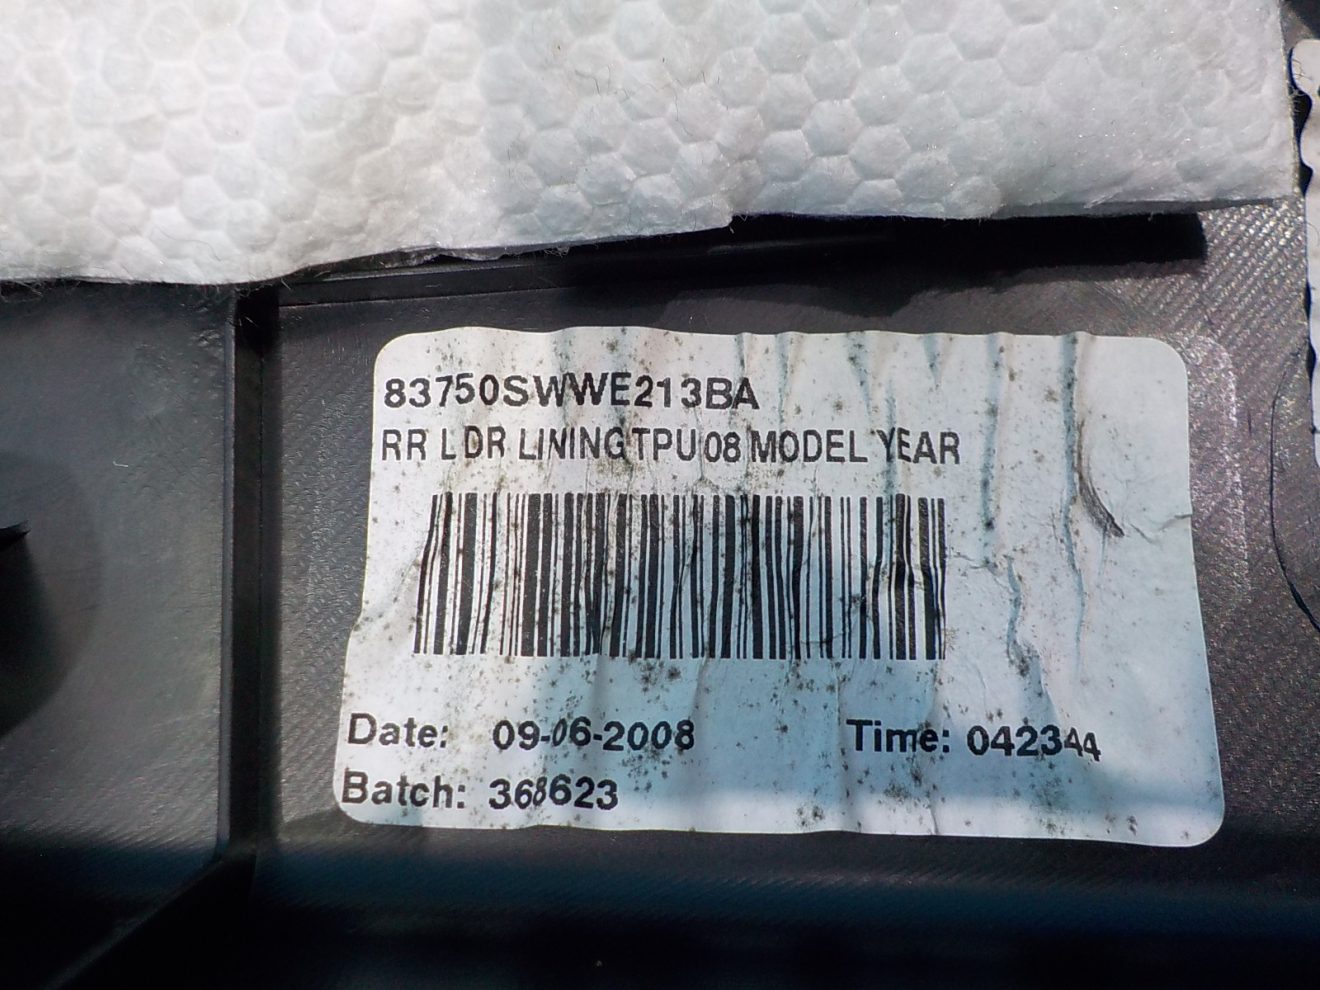 83750SWWE213BA
RR L DR LINING TPU 08 MODEL YEAR
Date: 09-06-2008 Time: 042344
Batch: 368623